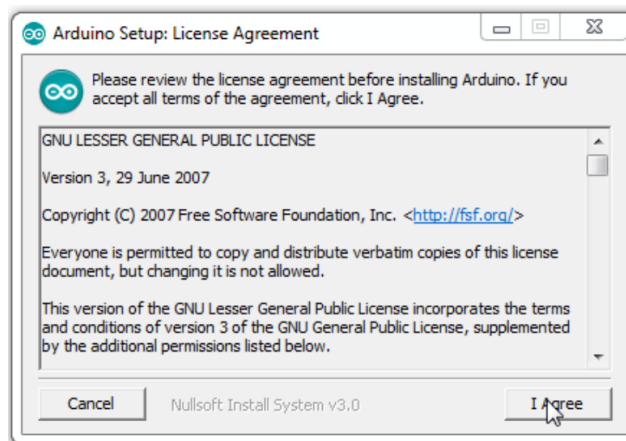 Arduino Setup: License Agreement
Please review the license agreement before installing Arduino. If you
accept all terms of the agreement, click I Agree.
GNU LESSER GENERAL PUBLIC LICENSE
Version 3, 29 June 2007
Copyright (C) 2007 Free Software Foundation, Inc. <http://fsf.org/>
Everyone is permitted to copy and distribute verbatim copies of this license
document, but changing it is not allowed.
This version of the GNU Lesser General Public License incorporates the terms
and conditions of version 3 of the GNU General Public License, supplemented
by the additional permissions listed below.
Cancel
Nullsoft Install System v3.0
I Agree